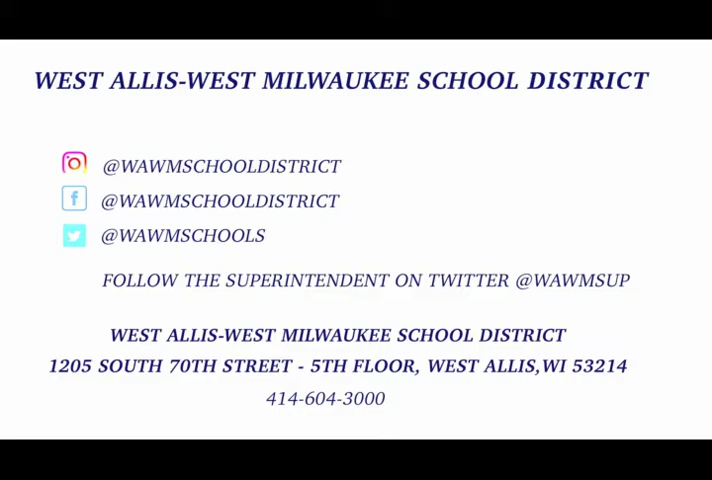 WEST ALLIS-WEST MILWAUKEE SCHOOL DISTRICT
@WAWMSCHOOLDISTRICT
@WAWMSCHOOLDISTRICT
@WAWMSCHOOLS
FOLLOW THE SUPERINTENDENT ON TWITTER @WAWMSUP
WEST ALLIS-WEST MILWAUKEE SCHOOL DISTRICT
1205 SOUTH 70TH STREET - 5TH FLOOR, WEST ALLIS,WI 53214
414-604-3000